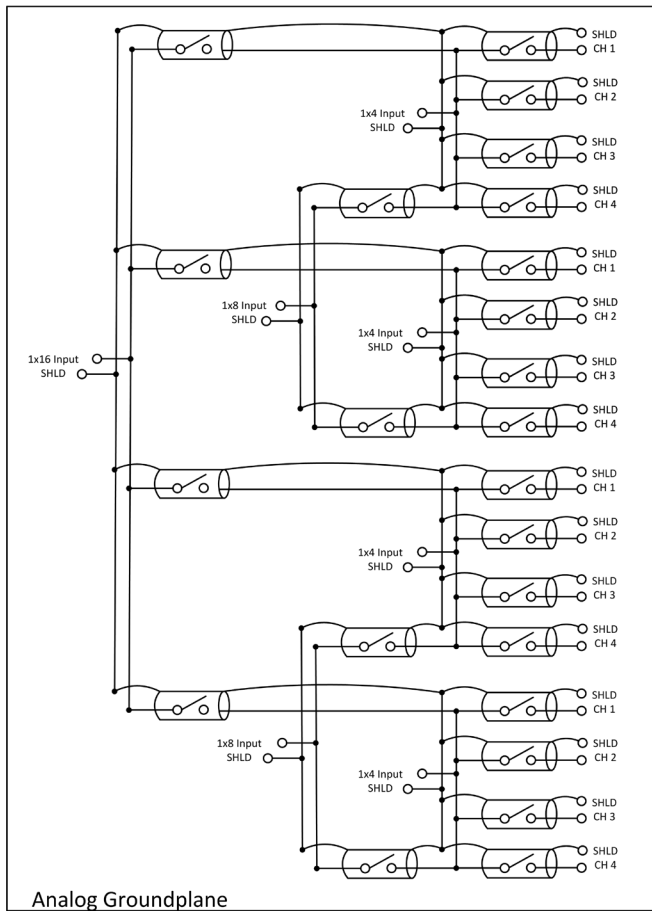 SHLD
CH 1
SHLD
CH 2
1x4 Input
SHLD
SHLD
CH 3
SHLD
CH 4
SHLD
CH 1
SHLD
CH 2
1x8 Input
SHLD
1x4 Input
SHLD
1x16 Input
SHLD
SHLD
CH 3
SHLD
CH 4
SHLD
CH 1
SHLD
CH 2
1x4 Input
SHLD
SHLD
CH 3
SHLD
CH 4
SHLD
CH 1
1x8 Input
SHLD
SHLD
CH 2
1x4 Input
SHLD
SHLD
CH 3
SHLD
CH 4
Analog Groundplane